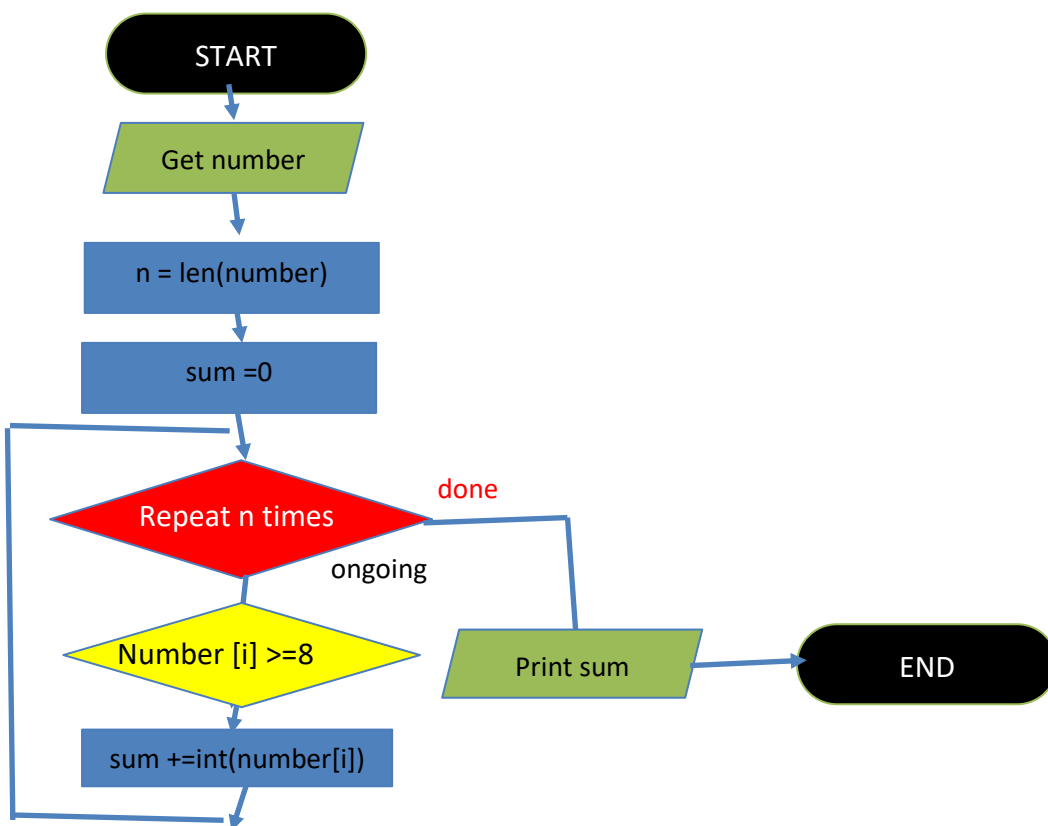 START
Get number
n = len(number)
sum =0
Repeat n times
done
ongoing
Number [i] >=8
Print sum
END
sum +=int(number[i])